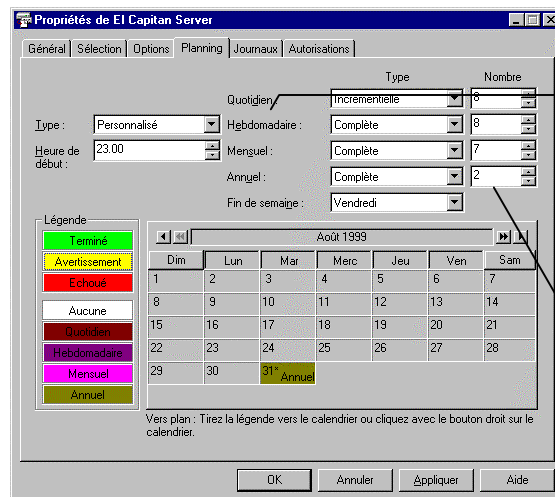 Propriétés de El Capitan Server
Général Sélection Options Planning Journaux Autorisations
Type Nombre
Quotidien : Incrémentielle 8
Type : Personnalisé Hebdomadaire : Complète 8
Heure de début : 23.00 Mensuel : Complète 7
Annuel : Complète 2
Fin de semaine : Vendredi
Légende
Terminé
Avertissement
Echoué
Aucune
Quotidien
Hebdomadaire
Mensuel
Annuel
Août 1999
Dim Lun Mar Merc Jeu Ven Sam
1 2 3 4 5 6 7
8 9 10 11 12 13 14
15 16 17 18 19 20 21
22 23 24 25 26 27 28
29 30 31* Annuel
Vers plan : Tirez la légende vers le calendrier ou cliquez avec le bouton droit sur le
calendrier.
OK Annuler Appliquer Aide